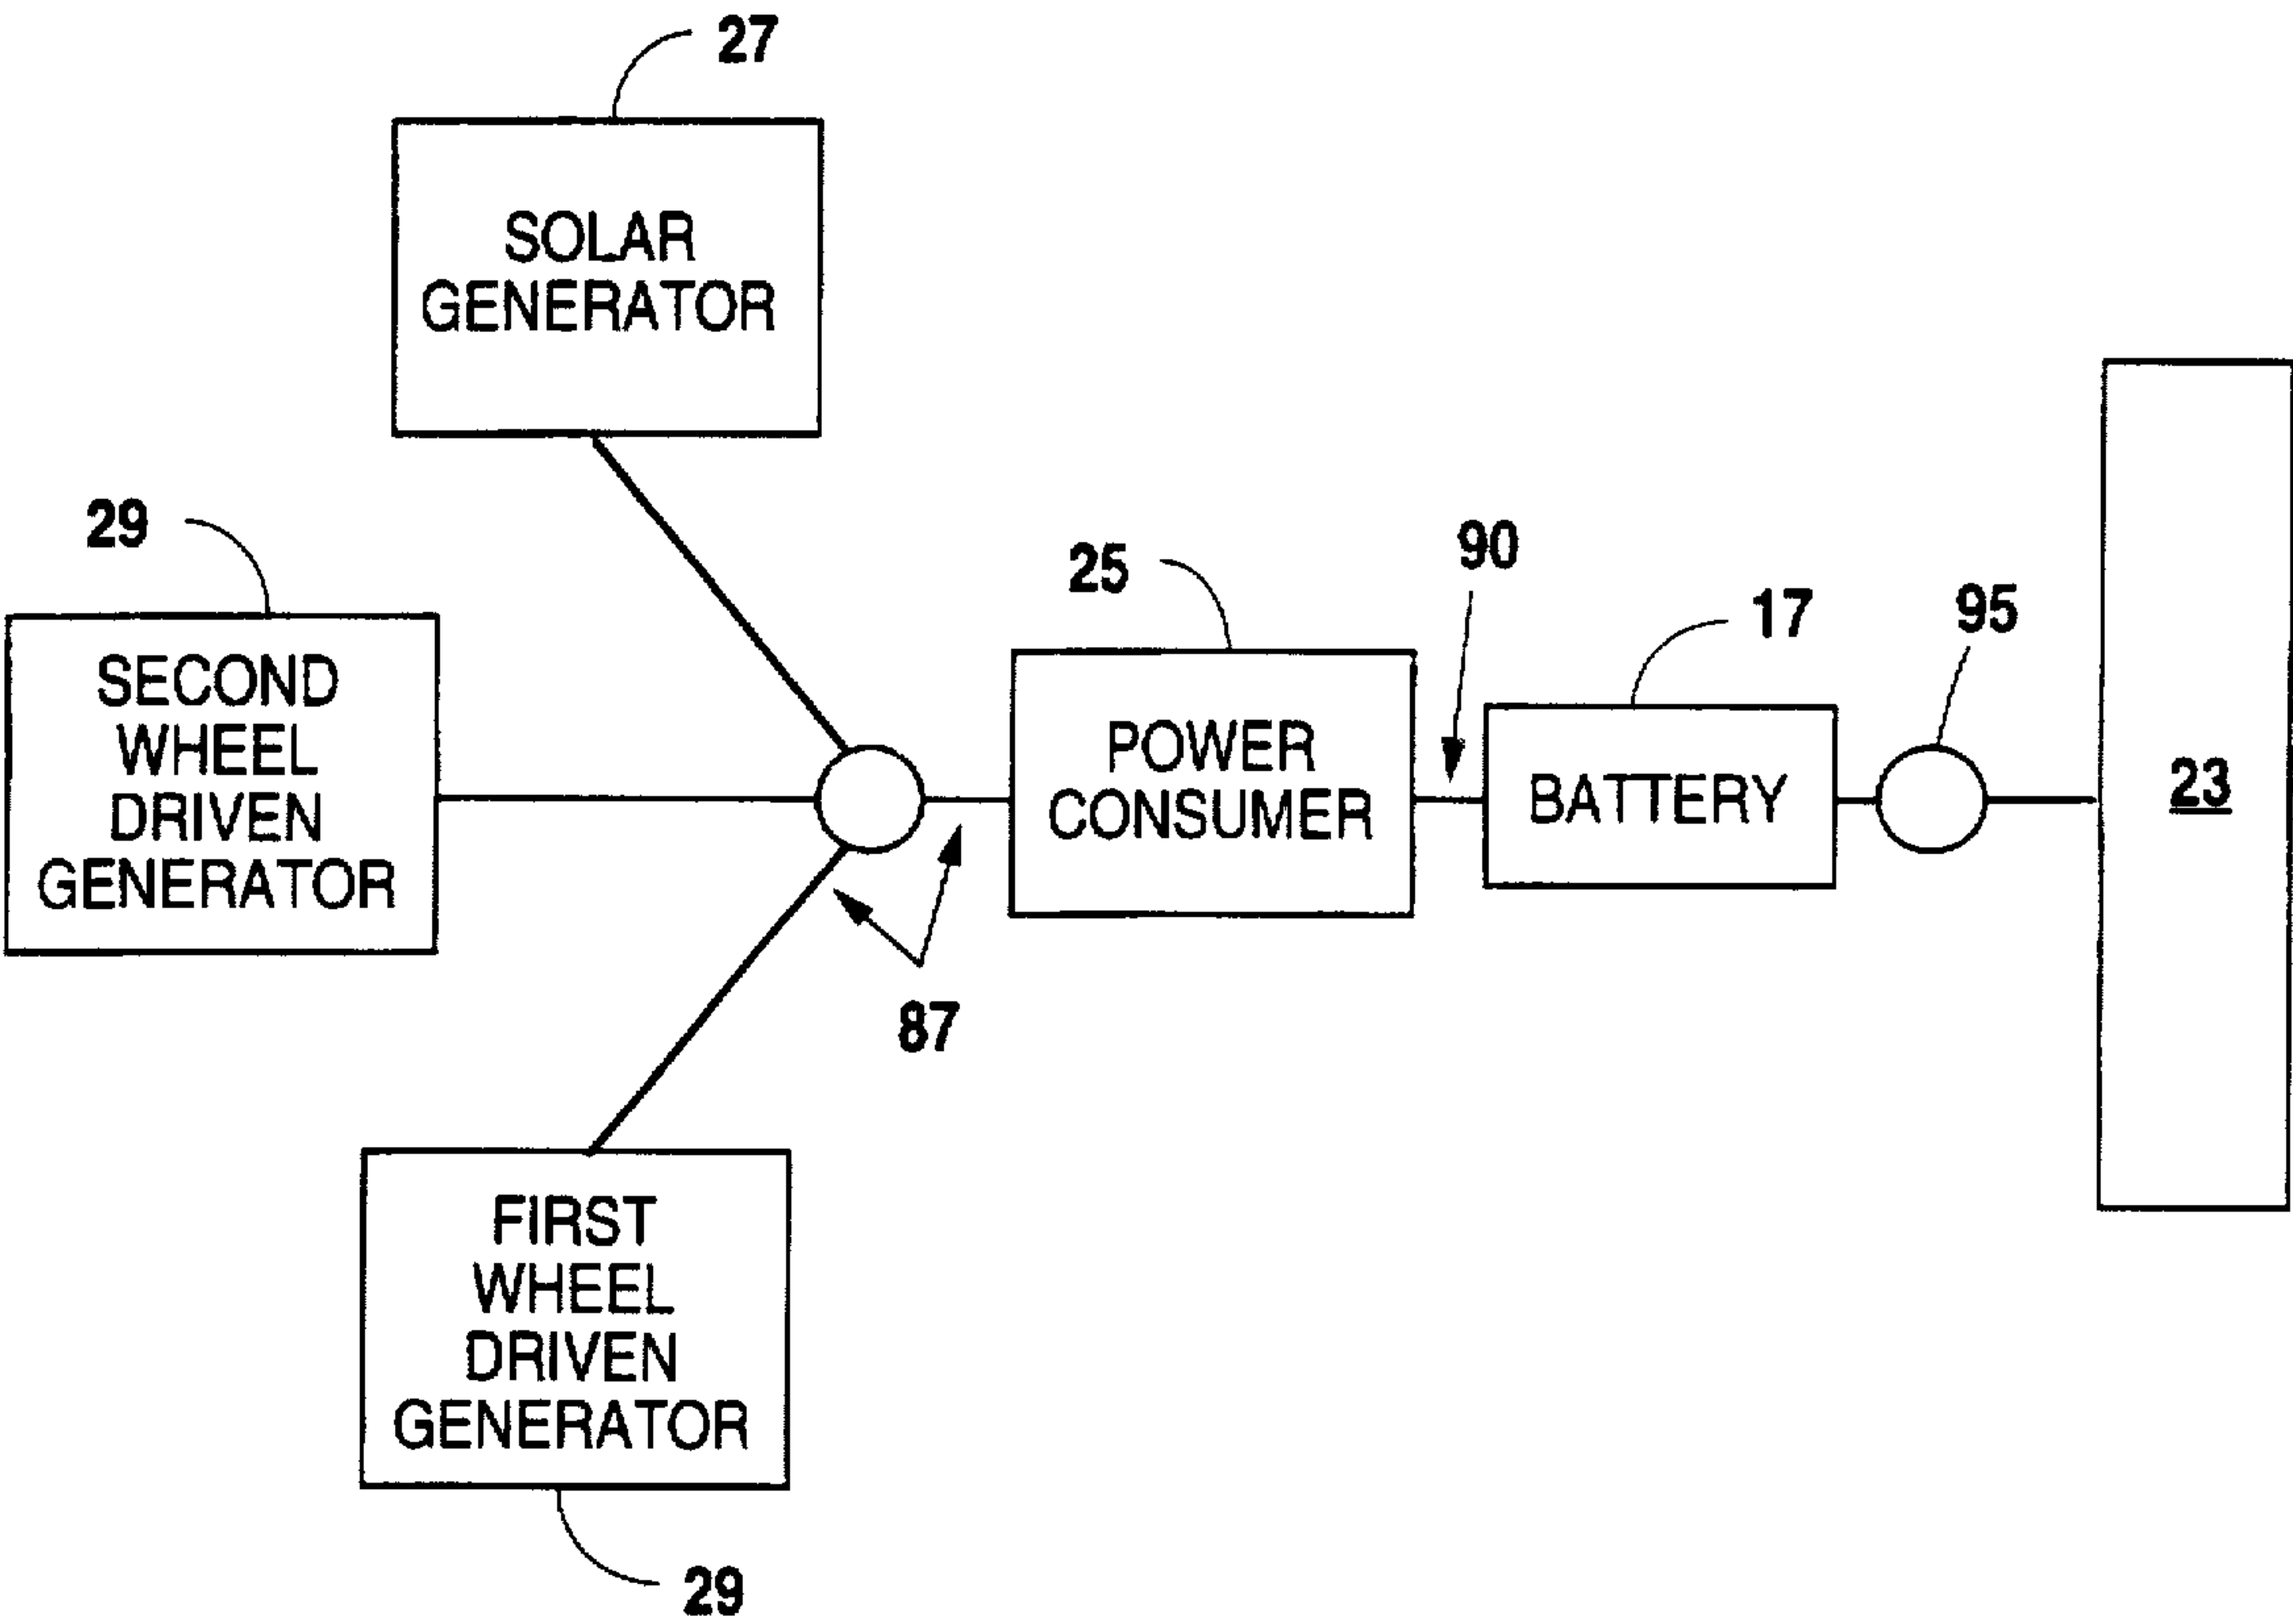 27
SOLAR
GENERATOR
29
SECOND
WHEEL
DRIVEN
GENERATOR
25
POWER
CONSUMER
90
17
BATTERY
95
23
87
FIRST
WHEEL
DRIVEN
GENERATOR
29